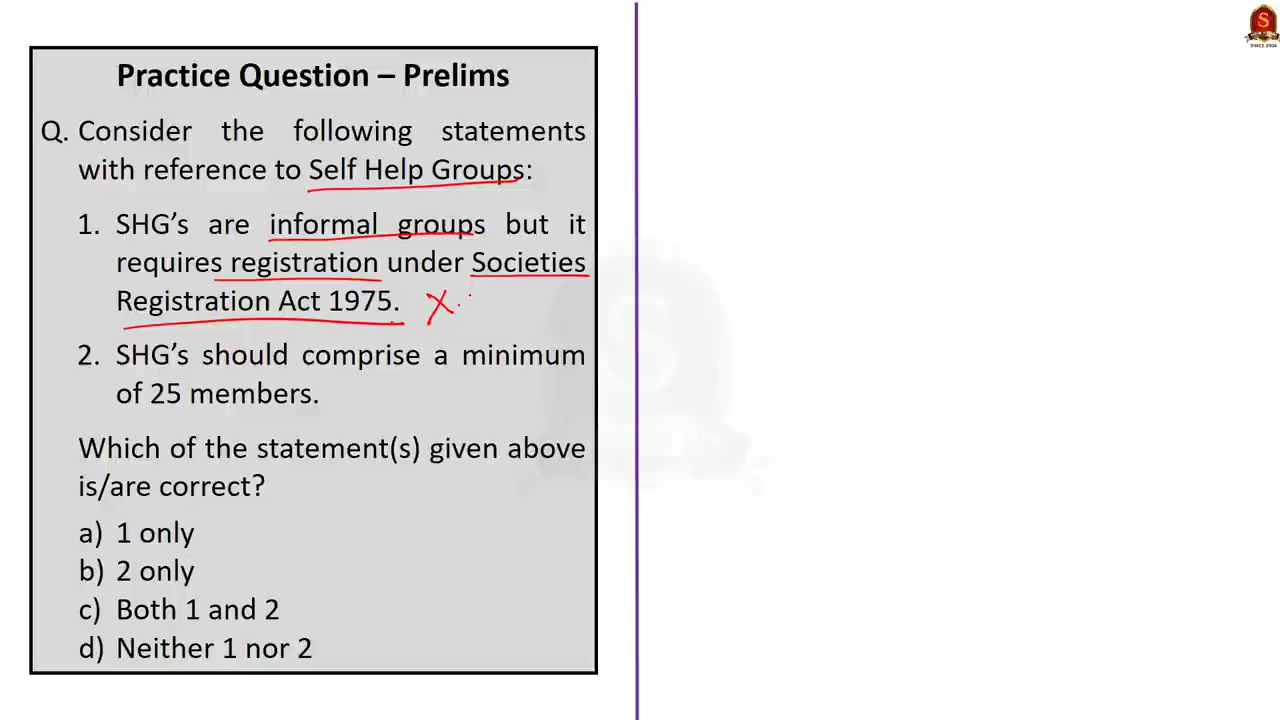 S
SINCE 2004
Practice Question – Prelims
Q. Consider the following statements
with reference to Self Help Groups:
1. SHG’s are informal groups but it
requires registration under Societies
Registration Act 1975. X
2. SHG’s should comprise a minimum
of 25 members.
Which of the statement(s) given above
is/are correct?
a) 1 only
b) 2 only
c) Both 1 and 2
d) Neither 1 nor 2